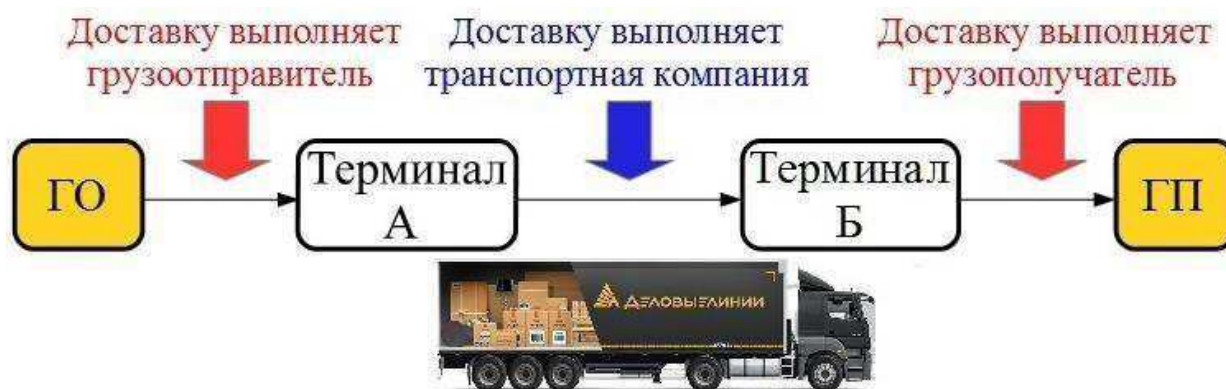 Доставку выполняет
грузоотправитель
Доставку выполняет
транспортная компания
Доставку выполняет
грузополучатель
ГО
Терминал
А
Терминал
Б
ГП
ДЕЛОВЫЕЛИНИИ